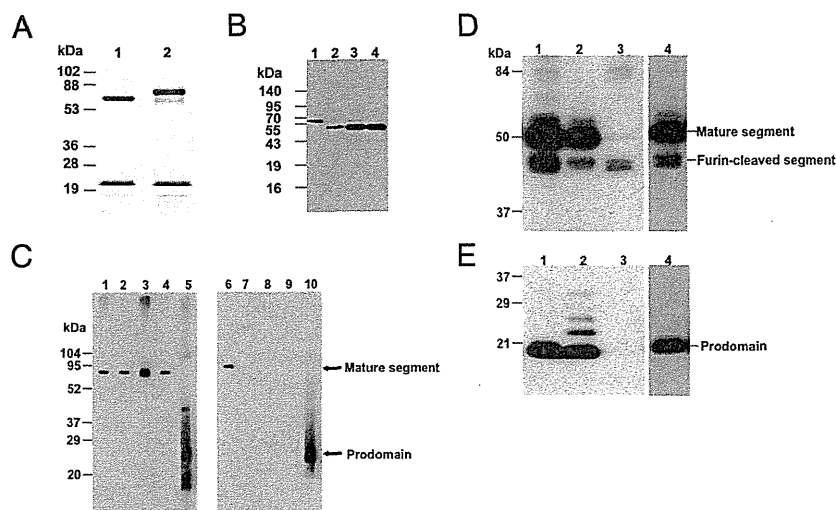 A
kDa
1 2
102
88
53
36
28
19
B
kDa
1 2 3 4
140
95
70
55
43
19
16
C
kDa
1 2 3 4 5
6 7 8 9 10
104
95
52
37
29
20
Mature segment
Prodomain
D
kDa
1 2 3 4
84
50
37
Mature segment
Furin-cleaved segment
E
1 2 3 4
37
29
21
Prodomain